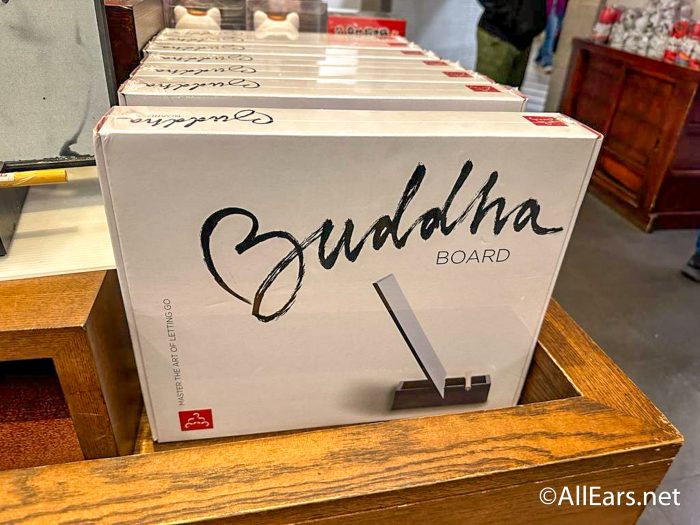 Buddha
BOARD
Buddha
BOARD
MASTER THE ART OF LETTING GO
©AllEars.net